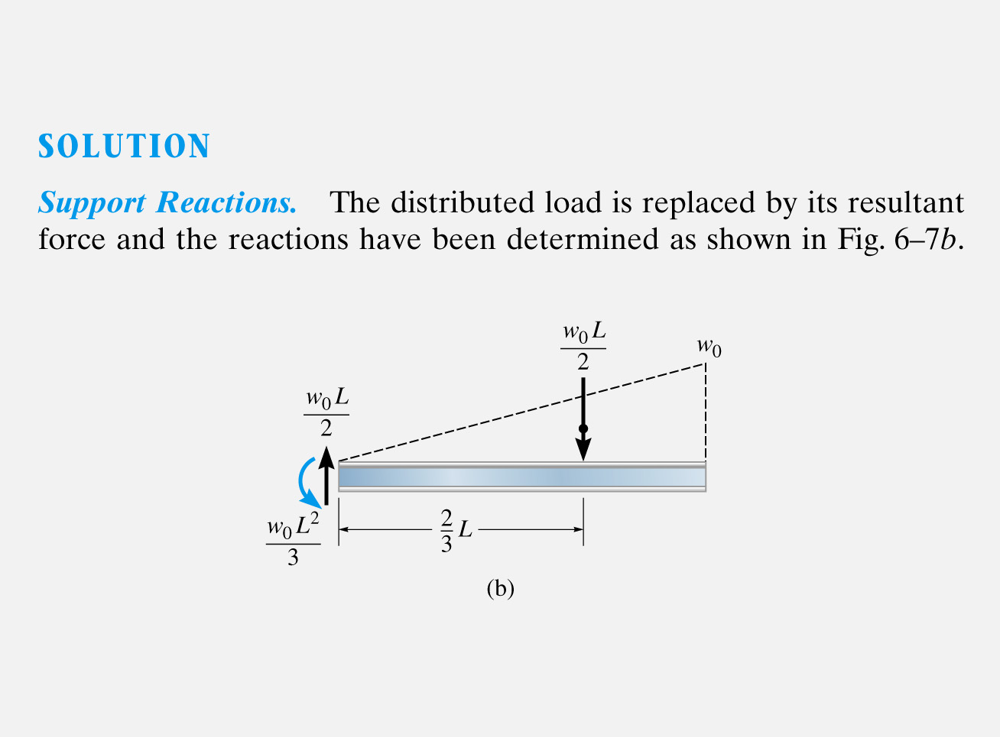 SOLUTION
Support Reactions. The distributed load is replaced by its resultant
force and the reactions have been determined as shown in Fig. 6–7b.
w₀L
2
w₀
w₀L
2
w₀L²
3
2
3
L
(b)